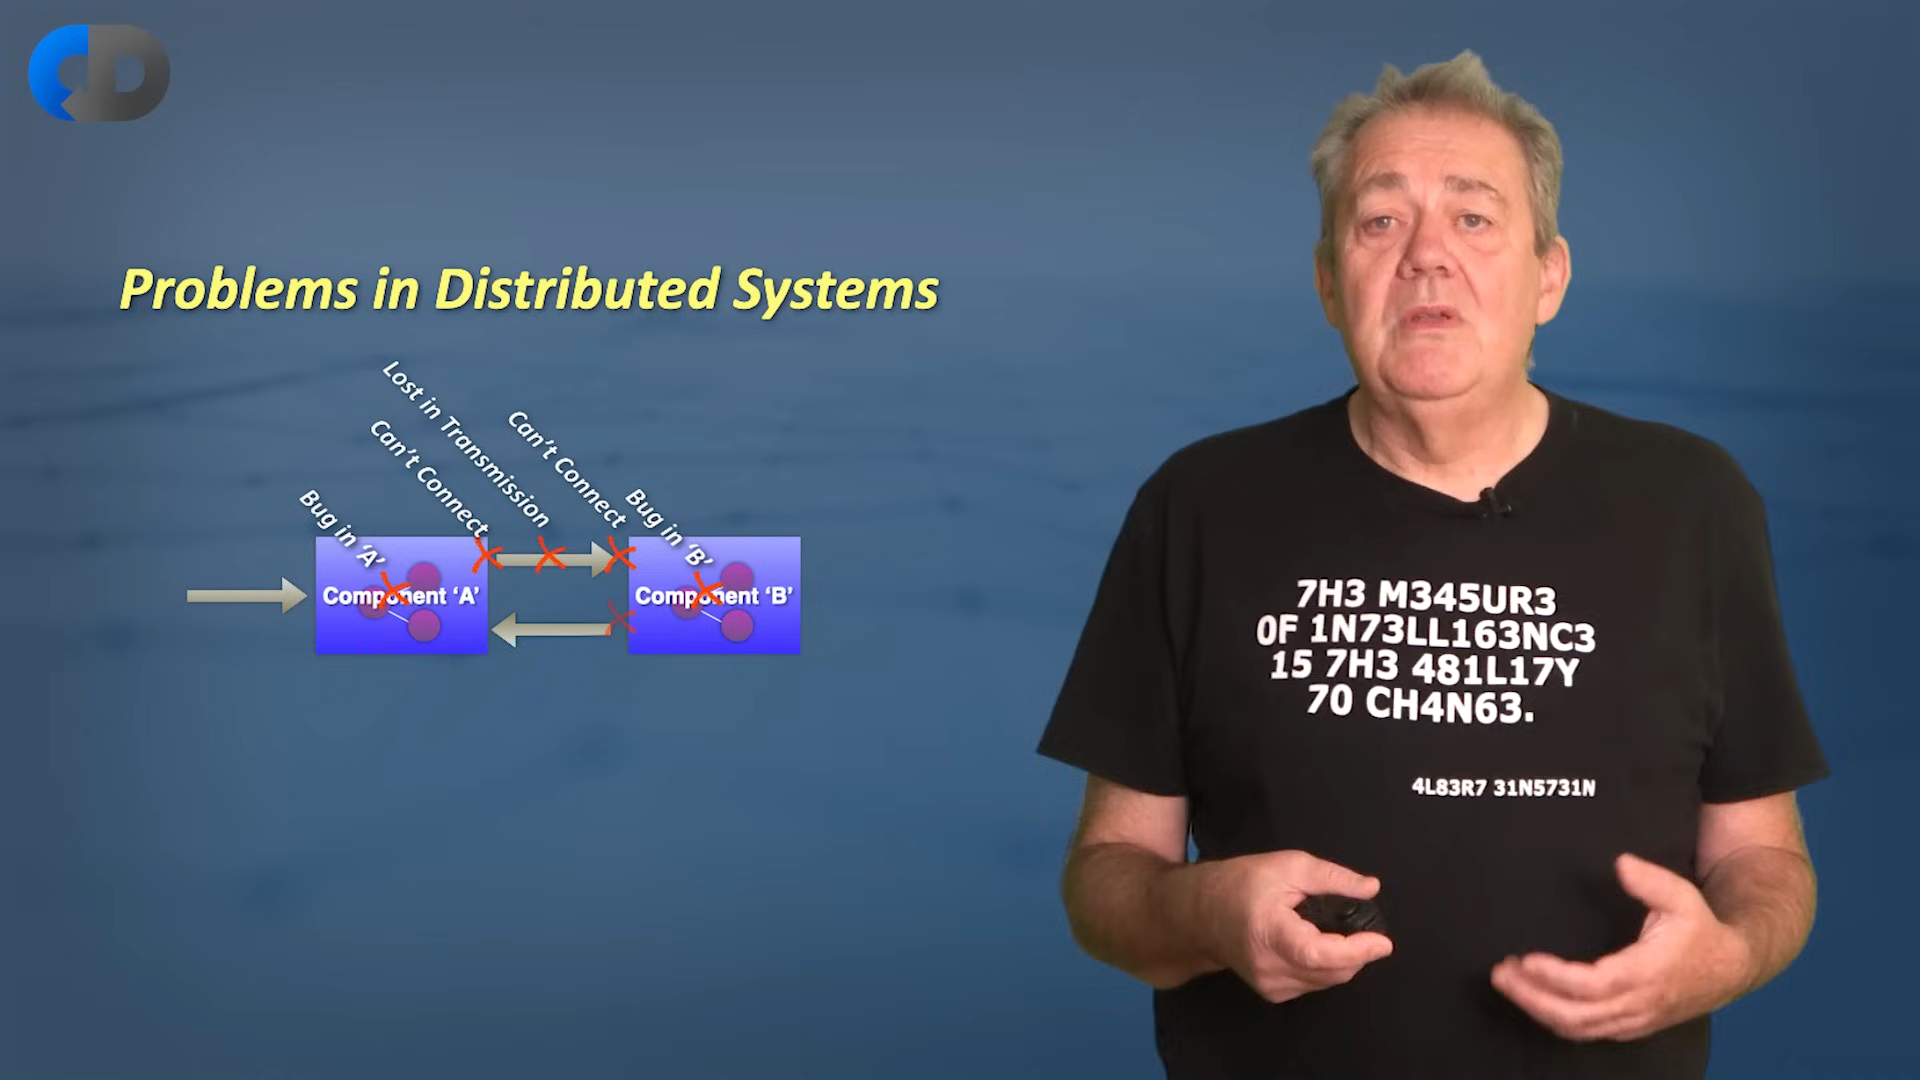 Problems in Distributed Systems
Bug in ‘A’
Can’t Connect
Lost in Transmission
Can’t Connect
Bug in ‘B’
Component ‘A’
Component ‘B’
7H3 M345UR3
0F 1N73LL163NC3
15 7H3 481L17Y
70 CH4N63.
4L83R7 31N5731N